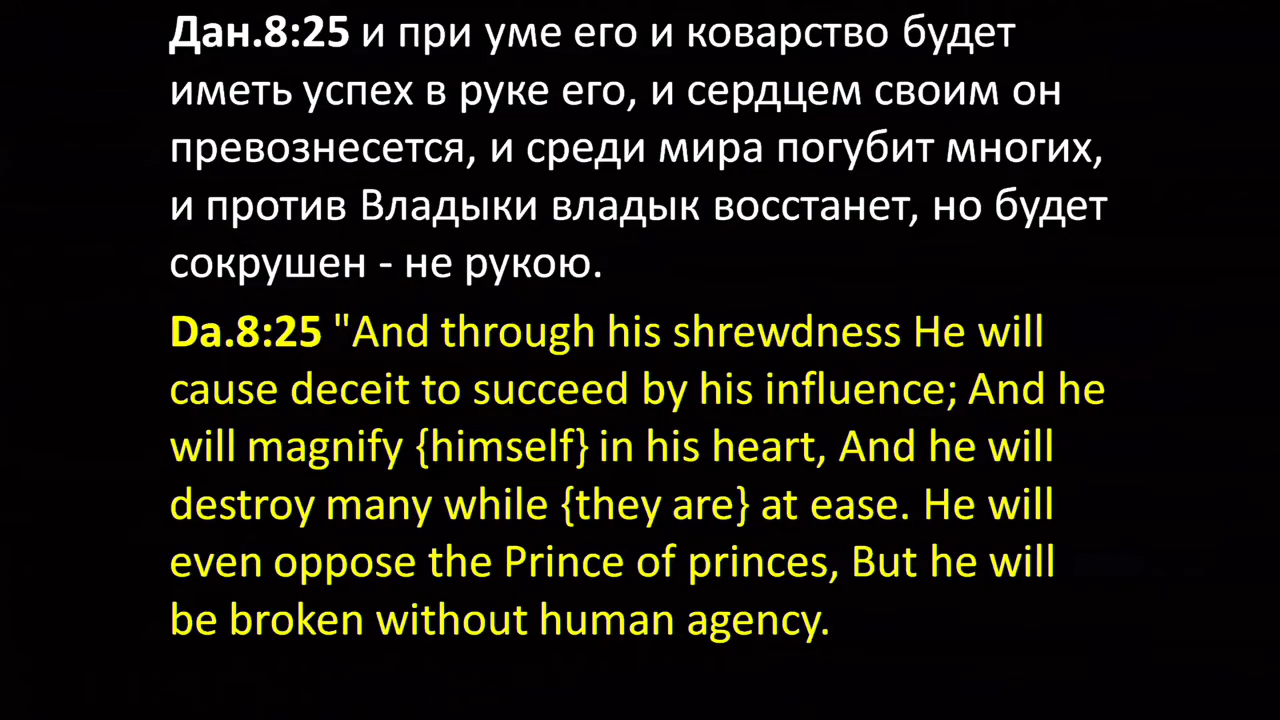 Дан.8:25 и при уме его и коварство будет
иметь успех в руке его, и сердцем своим он
превознесется, и среди мира погубит многих,
и против Владыки владык восстанет, но будет
сокрушен - не рукою.
Da.8:25 "And through his shrewdness He will
cause deceit to succeed by his influence; And he
will magnify {himself} in his heart, And he will
destroy many while {they are} at ease. He will
even oppose the Prince of princes, But he will
be broken without human agency.